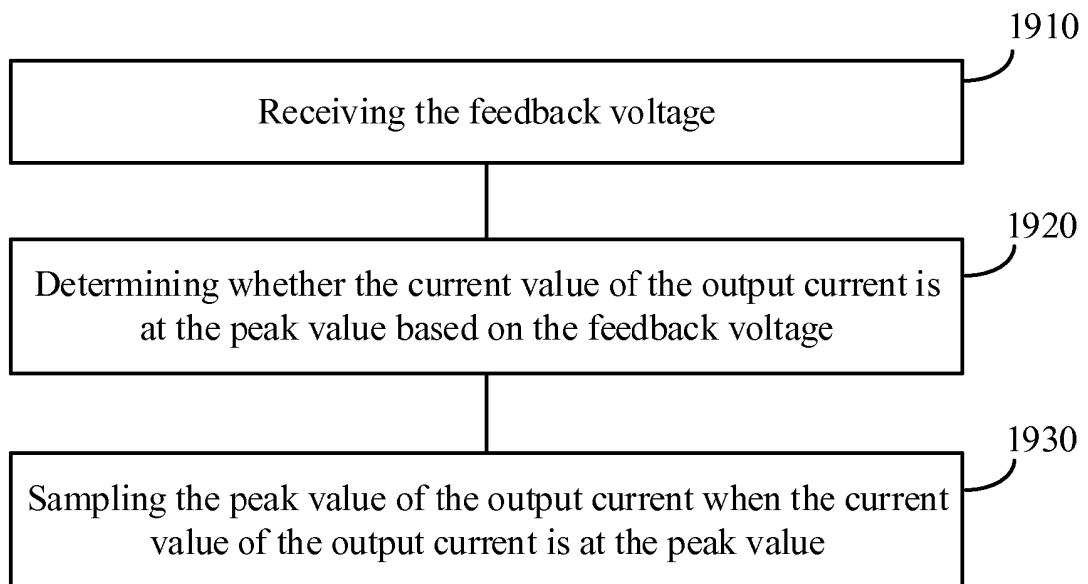 1910
Receiving the feedback voltage
1920
Determining whether the current value of the output current is
at the peak value based on the feedback voltage
1930
Sampling the peak value of the output current when the current
value of the output current is at the peak value